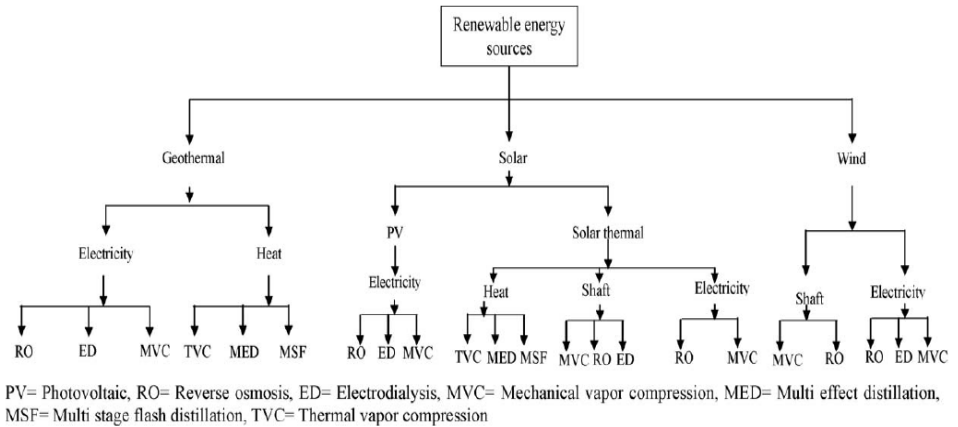 Renewable energy
sources
Geothermal Solar Wind
PV Solar thermal
Electricity Heat
Electricity Heat Shaft Electricity Shaft Electricity
RO ED MVC TVC MED MSF RO ED MVC TVC MED MSF MVC RO ED RO MVC MVC RO RO ED MVC
PV= Photovoltaic, RO= Reverse osmosis, ED= Electrodialysis, MVC= Mechanical vapor compression, MED= Multi effect distillation,
MSF= Multi stage flash distillation, TVC= Thermal vapor compression